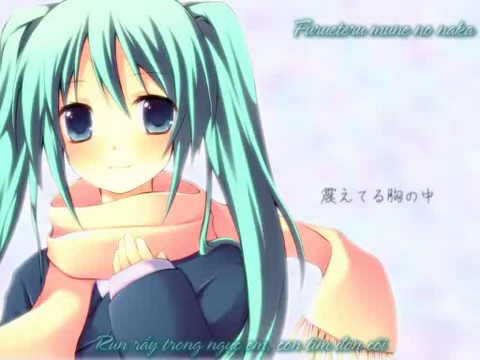 Furueteru mune no naka
震えてる胸の中
Run rẩy trong ngực em, con tim đơn côi